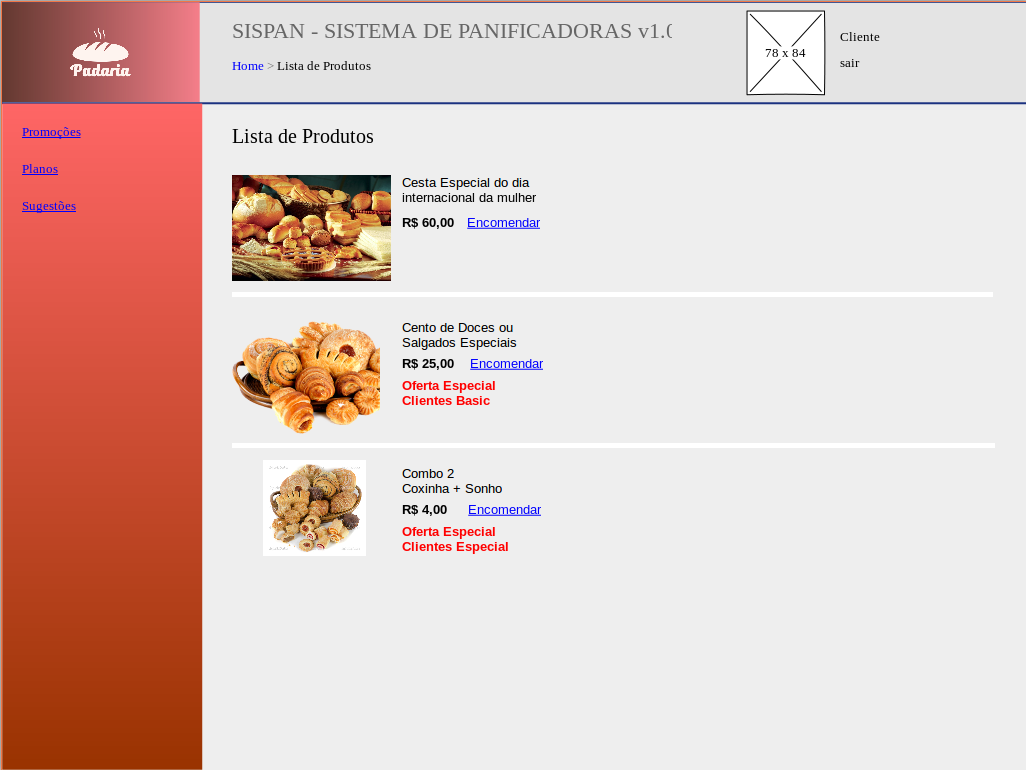 Padaria
SISPAN - SISTEMA DE PANIFICADORAS v1.0
Home > Lista de Produtos
78 x 84
Cliente
sair
Promoções
Planos
Sugestões
Lista de Produtos
Cesta Especial do dia
internacional da mulher
R$ 60,00 Encomendar
Cento de Doces ou
Salgados Especiais
R$ 25,00 Encomendar
Oferta Especial
Clientes Basic
Combo 2
Coxinha + Sonho
R$ 4,00 Encomendar
Oferta Especial
Clientes Especial